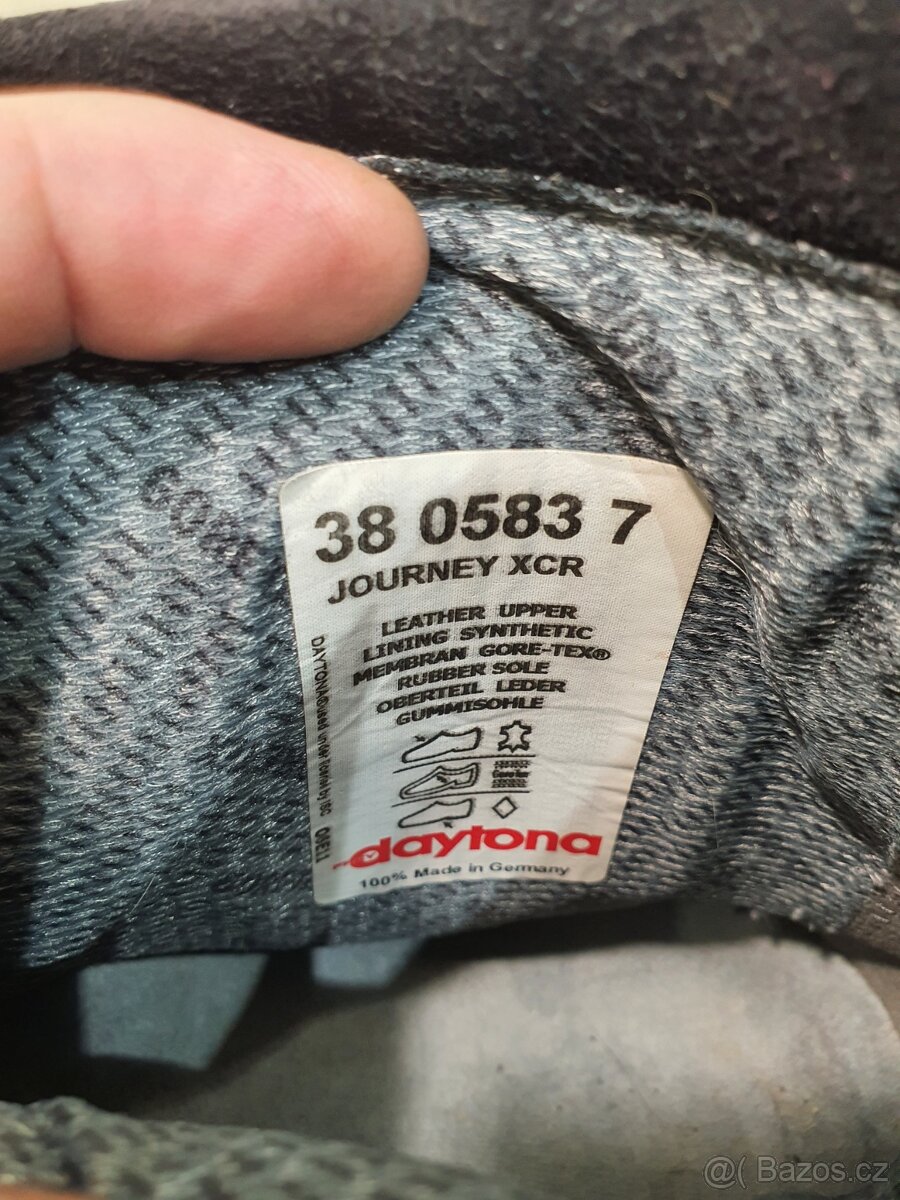 38 0583 7
JOURNEY XCR
LEATHER UPPER
LINING SYNTHETIC
MEMBRAN GORE-TEX®
RUBBER SOLE
OBERTEIL LEDER
GUMMISOHLE
daytona
100% Made in Germany
@( Bazos.cz